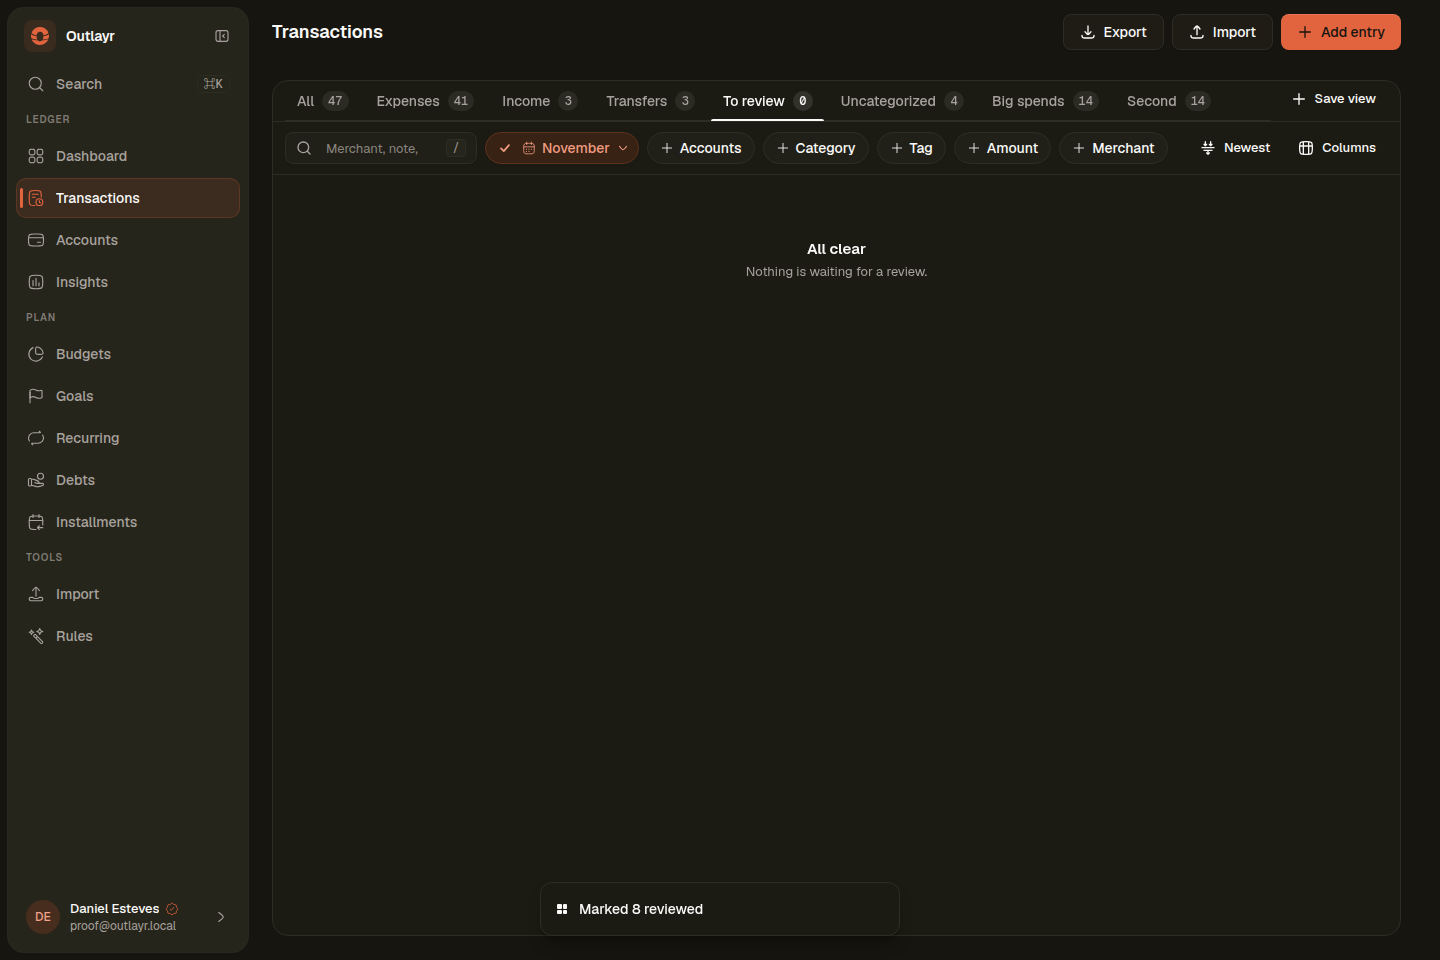 Outlayr
Search ⌘K
LEDGER
Dashboard
Transactions
Accounts
Insights
PLAN
Budgets
Goals
Recurring
Debts
Installments
TOOLS
Import
Rules
DE
Daniel Esteves
proof@outlayr.local
Transactions
Export
Import
Add entry
All 47 Expenses 41 Income 3 Transfers 3 To review 0 Uncategorized 4 Big spends 14 Second 14 Save view
Merchant, note, / November Accounts Category Tag Amount Merchant Newest Columns
All clear
Nothing is waiting for a review.
Marked 8 reviewed